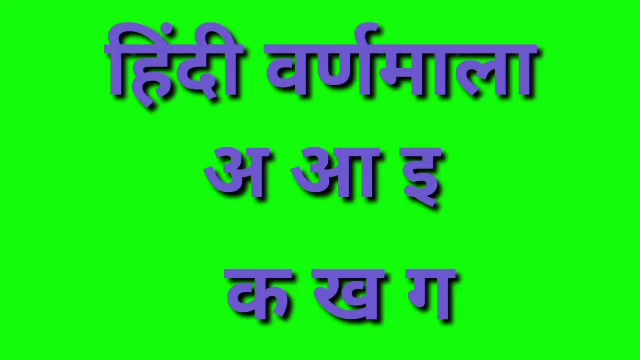 हिंदी वर्णमाला
अ आ इ
क ख ग